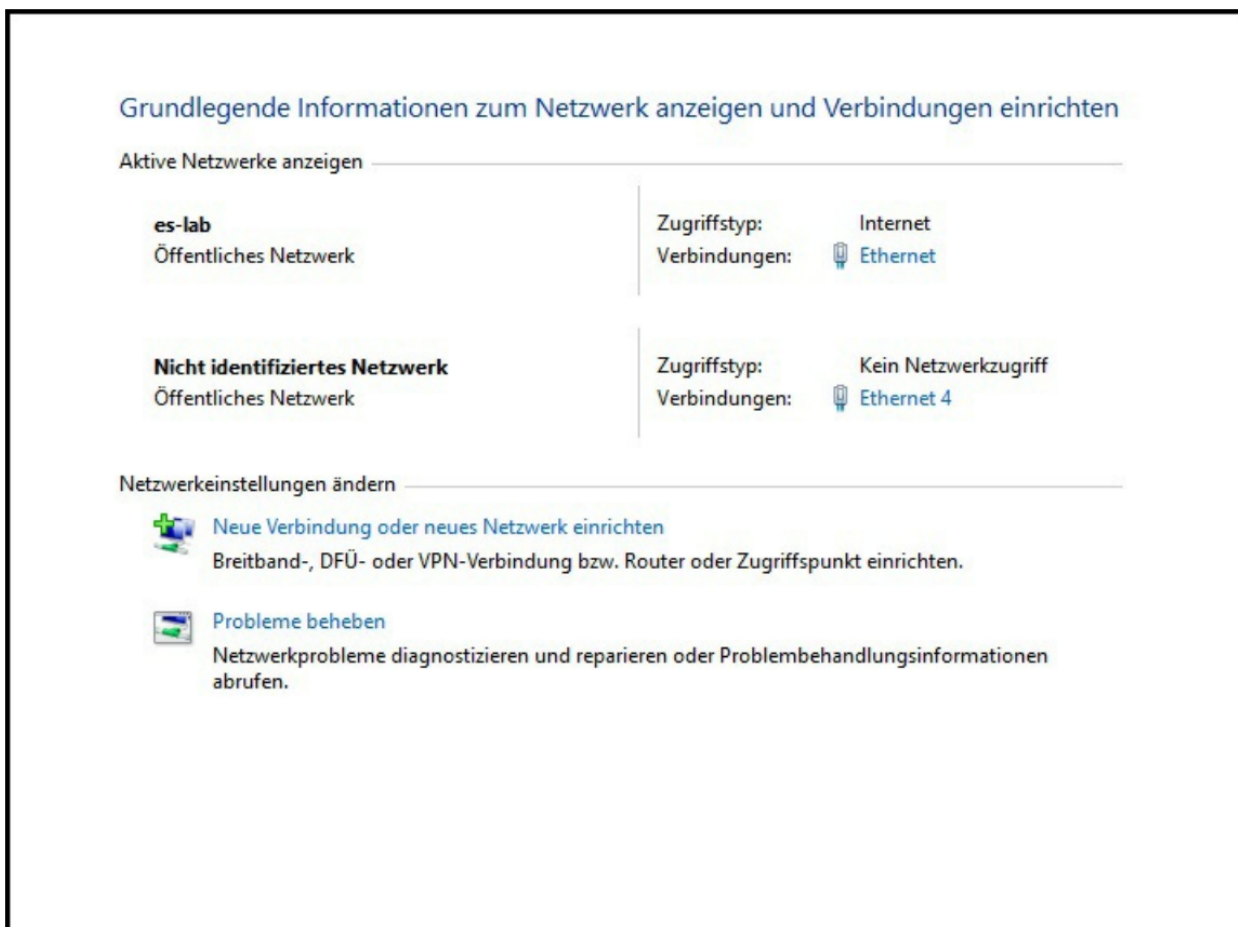 Grundlegende Informationen zum Netzwerk anzeigen und Verbindungen einrichten
Aktive Netzwerke anzeigen
es-lab
Öffentliches Netzwerk
Zugriffstyp: Internet
Verbindungen: Ethernet
Nicht identifiziertes Netzwerk
Öffentliches Netzwerk
Zugriffstyp: Kein Netzwerkzugriff
Verbindungen: Ethernet 4
Netzwerkeinstellungen ändern
Neue Verbindung oder neues Netzwerk einrichten
Breitband-, DFÜ- oder VPN-Verbindung bzw. Router oder Zugriffspunkt einrichten.
Probleme beheben
Netzwerkprobleme diagnostizieren und reparieren oder Problembehandlungsinformationen
abrufen.